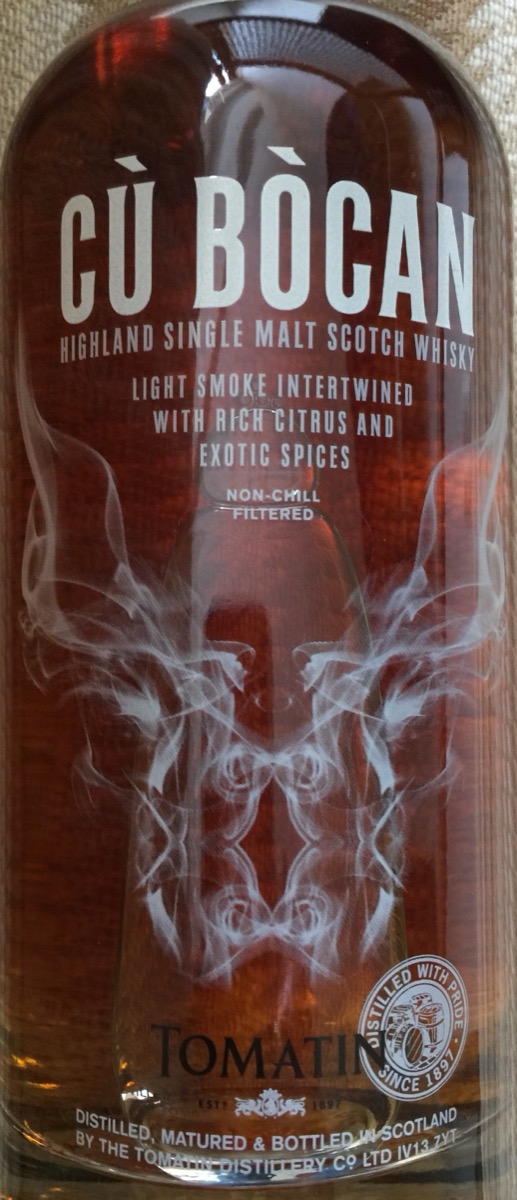 CÙ BÒCAN
HIGHLAND SINGLE MALT SCOTCH WHISKY
LIGHT SMOKE INTERTWINED
WITH RICH CITRUS AND
EXOTIC SPICES
NON-CHILL
FILTERED
DISTILLED WITH PRIDE
SINCE 1897
TOMATIN
ESTD 1897
DISTILLED, MATURED & BOTTLED IN SCOTLAND
BY THE TOMATIN DISTILLERY Cº LTD IV13 7YT